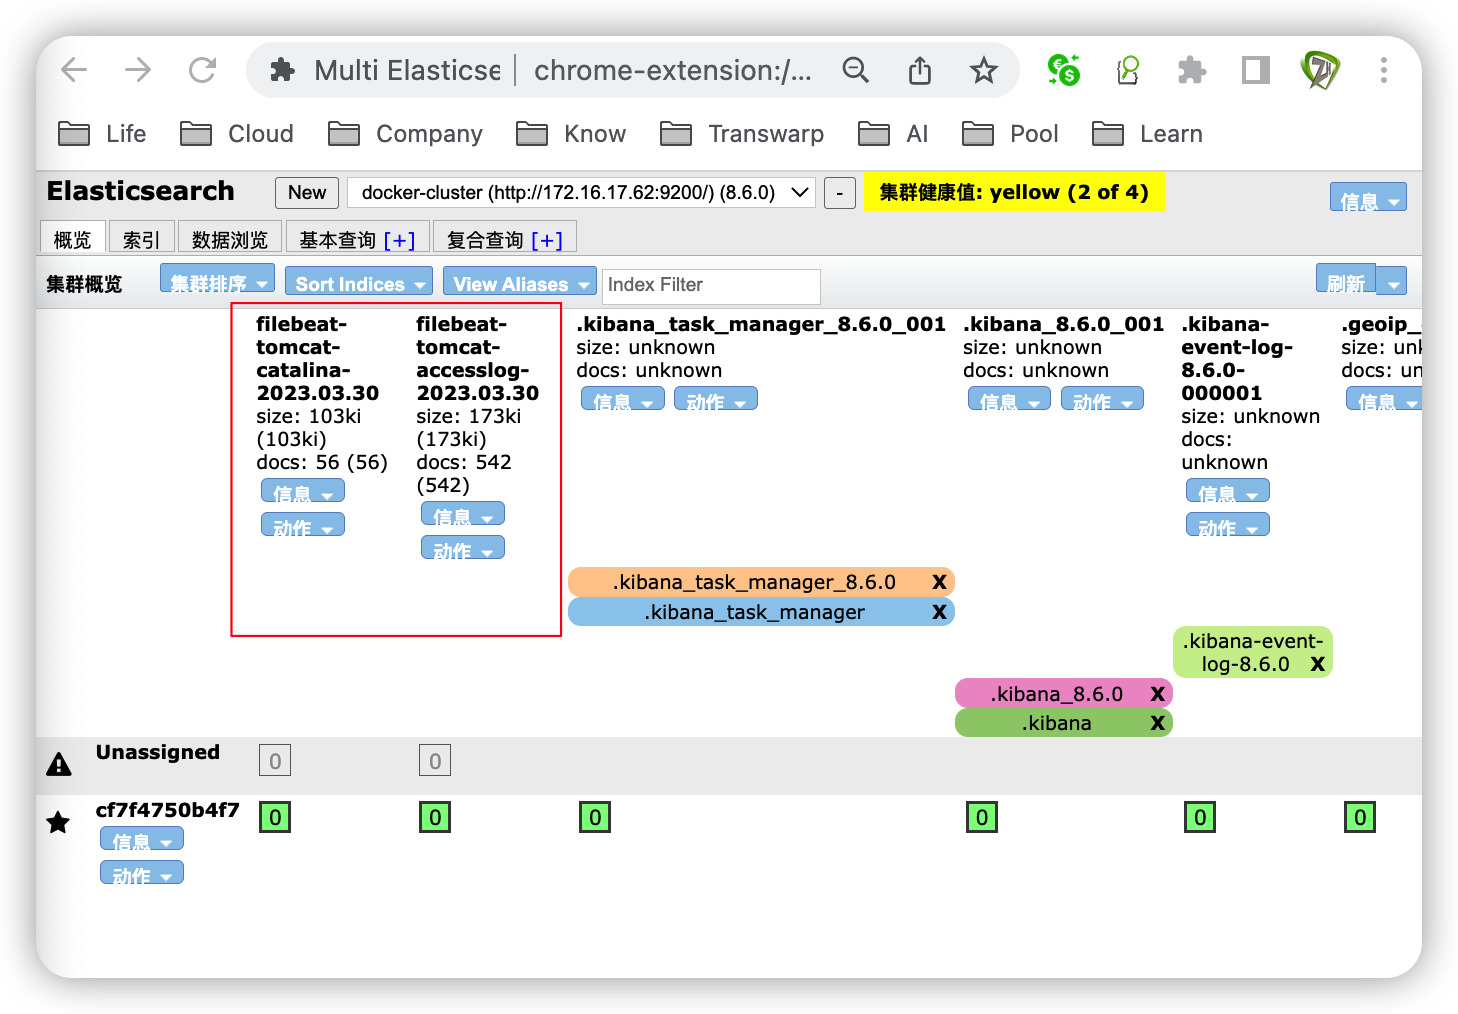 Multi Elasticse
chrome-extension:/...
Life
Cloud
Company
Know
Transwarp
AI
Pool
Learn
Elasticsearch
New
docker-cluster (http://172.16.17.62:9200/) (8.6.0)
-
集群健康值: yellow (2 of 4)
信息
概览
索引
数据浏览
基本查询 [+]
复合查询 [+]
集群概览
集群排序
Sort Indices
View Aliases
Index Filter
刷新
filebeat-
tomcat-
catalina-
2023.03.30
size: 103ki
(103ki)
docs: 56 (56)
信息
动作
filebeat-
tomcat-
accesslog-
2023.03.30
size: 173ki
(173ki)
docs: 542
(542)
信息
动作
.kibana_task_manager_8.6.0_001
size: unknown
docs: unknown
信息
动作
.kibana_8.6.0_001
size: unknown
docs: unknown
信息
动作
.kibana-
event-log-
8.6.0-
000001
size: unknown
docs:
unknown
信息
动作
.geoip_
size: un
docs: un
信息
.kibana_task_manager_8.6.0 X
.kibana_task_manager X
.kibana-event-
log-8.6.0 X
.kibana_8.6.0 X
.kibana X
Unassigned
0
0
cf7f4750b4f7
信息
动作
0
0
0
0
0
0